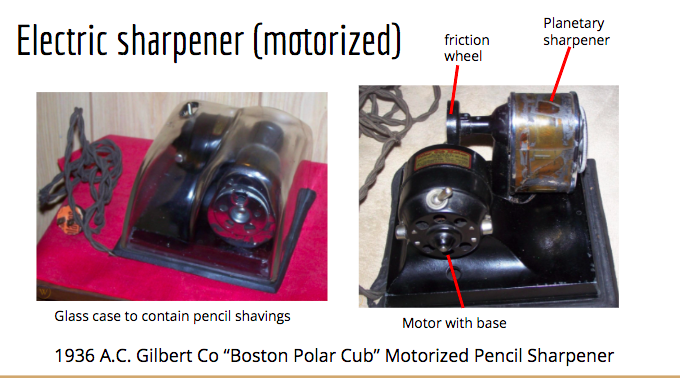 Electric sharpener (motorized)
friction
wheel
Planetary
sharpener
Glass case to contain pencil shavings
Motor with base
1936 A.C. Gilbert Co “Boston Polar Cub” Motorized Pencil Sharpener